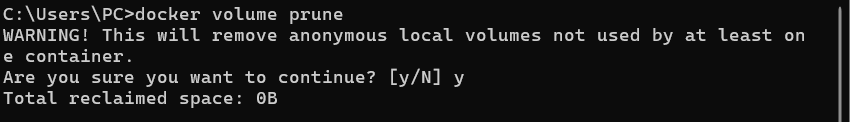 C:\Users\PC>docker volume prune
WARNING! This will remove anonymous local volumes not used by at least on
e container.
Are you sure you want to continue? [y/N] y
Total reclaimed space: 0B